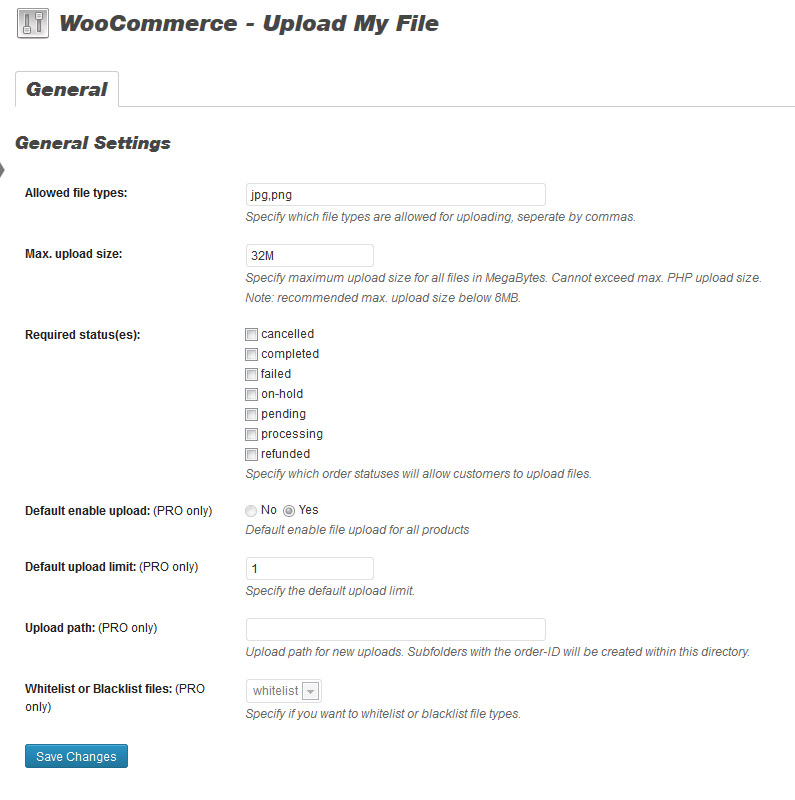 WooCommerce - Upload My File
General
General Settings
Allowed file types:
jpg,png
Specify which file types are allowed for uploading, seperate by commas.
Max. upload size:
32M
Specify maximum upload size for all files in MegaBytes. Cannot exceed max. PHP upload size.
Note: recommended max. upload size below 8MB.
Required status(es):
cancelled
completed
failed
on-hold
pending
processing
refunded
Specify which order statuses will allow customers to upload files.
Default enable upload: (PRO only)
No Yes
Default enable file upload for all products
Default upload limit: (PRO only)
1
Specify the default upload limit.
Upload path: (PRO only)
Upload path for new uploads. Subfolders with the order-ID will be created within this directory.
Whitelist or Blacklist files: (PRO
only)
whitelist
Specify if you want to whitelist or blacklist file types.
Save Changes